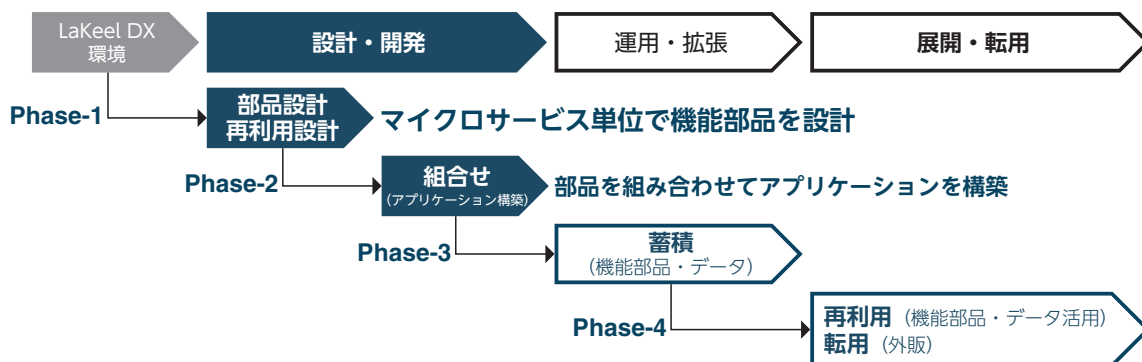 LaKeel DX
環境
設計・開発
運用・拡張
展開・転用
Phase-1
部品設計
再利用設計
マイクロサービス単位で機能部品を設計
Phase-2
組合せ
(アプリケーション構築)
部品を組み合わせてアプリケーションを構築
Phase-3
蓄積
(機能部品・データ)
Phase-4
再利用 (機能部品・データ活用)
転用 (外販)